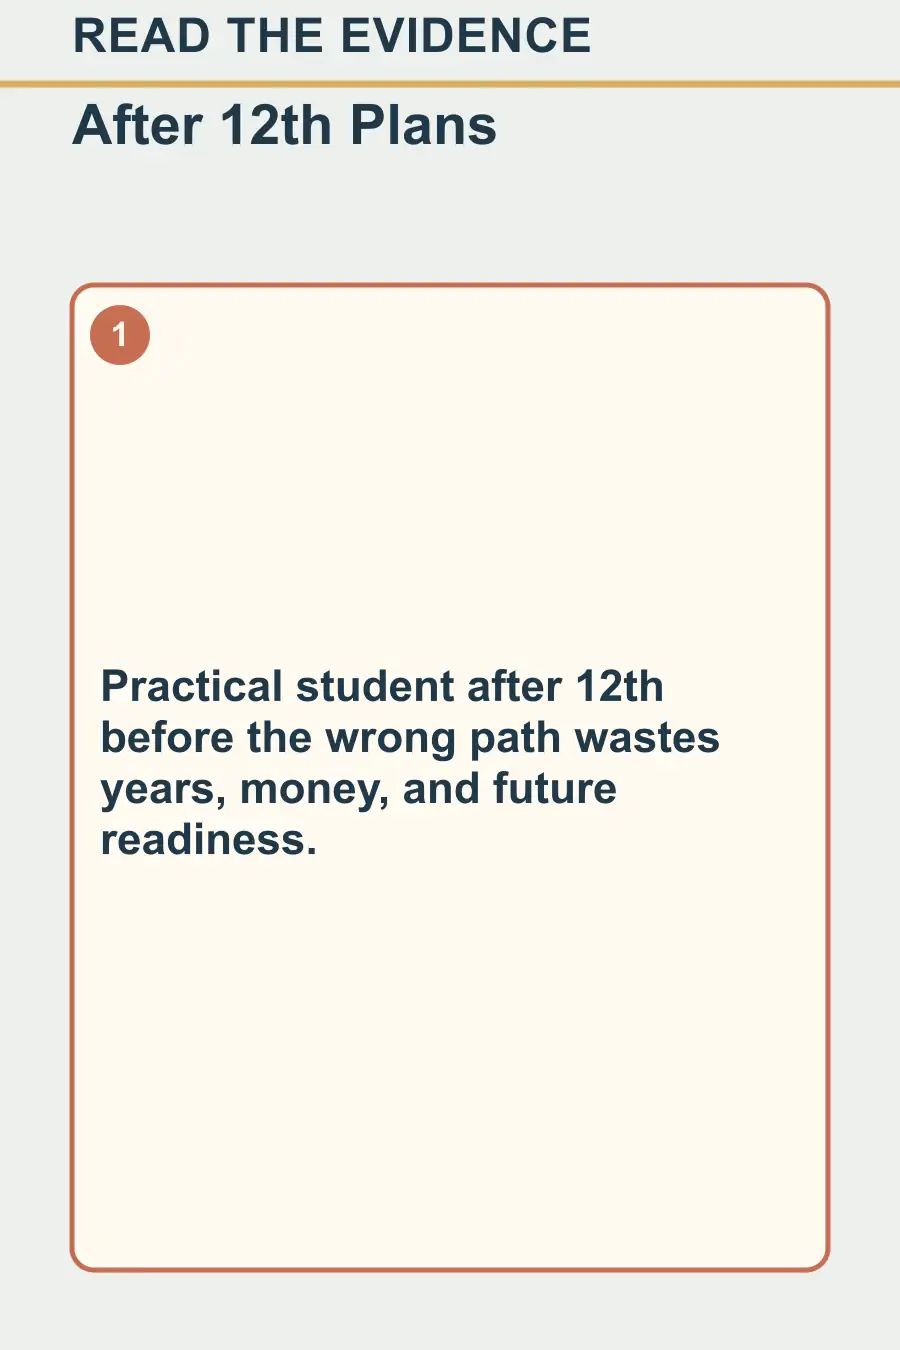 READ THE EVIDENCE
After 12th Plans
1
Practical student after 12th
before the wrong path wastes
years, money, and future
readiness.